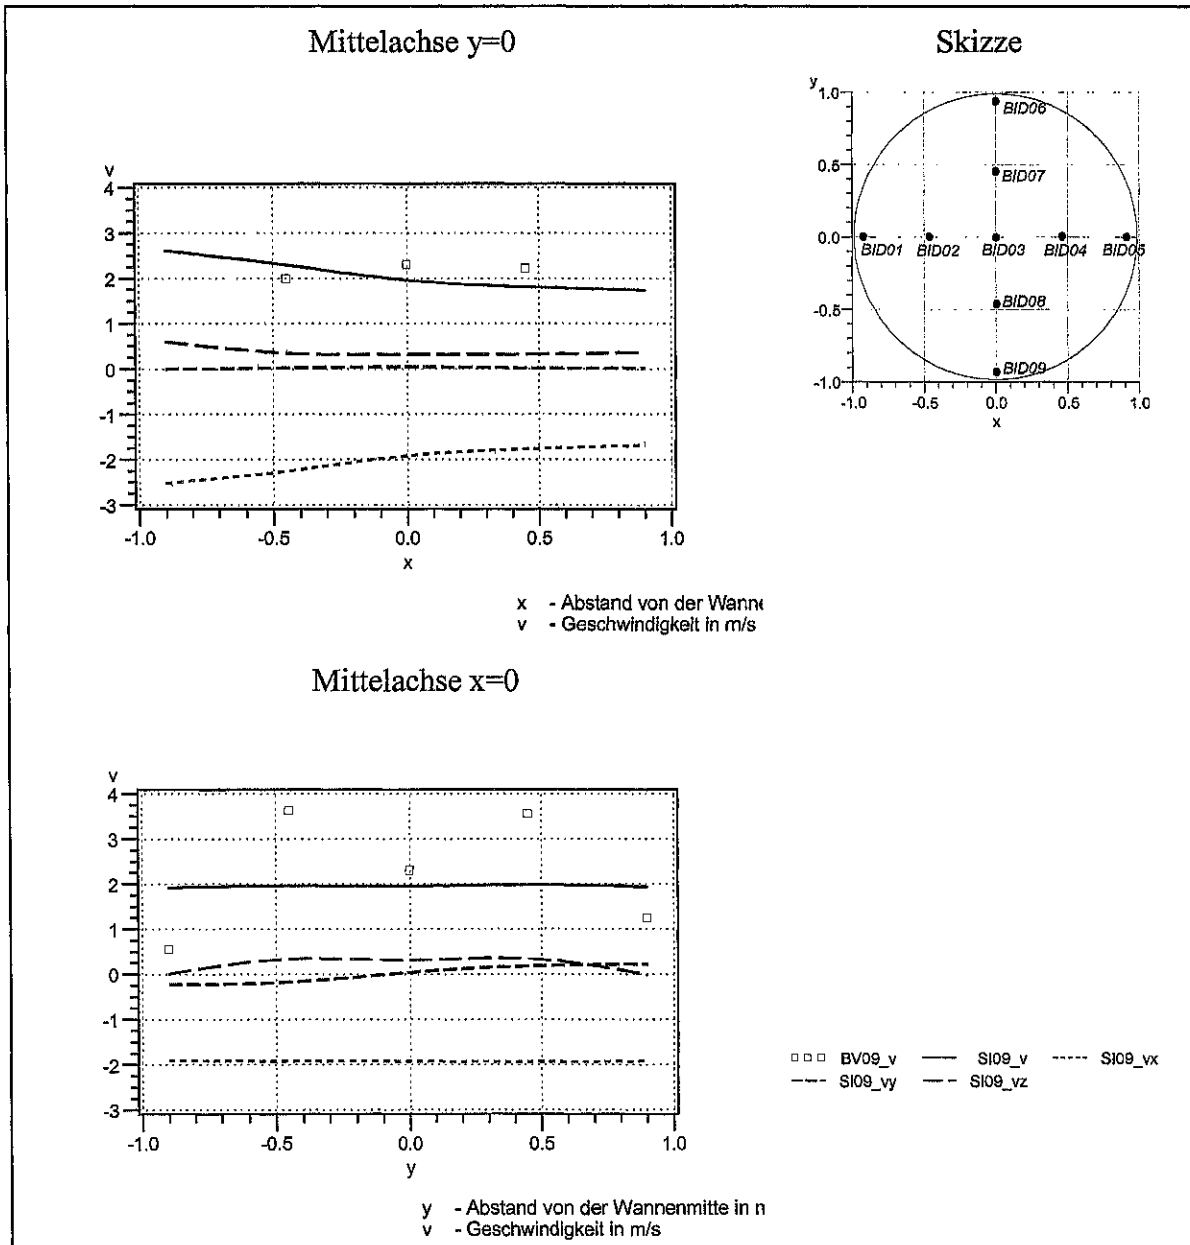 Mittelachse y=0
Skizze
v
4
3
2
1
0
-1
-2
-3
-1.0 -0.5 0.0 0.5 1.0
x
x - Abstand von der Wanne
v - Geschwindigkeit in m/s
y
1.0
0.5
0.0
-0.5
-1.0
BID06
BID07
BID01 BID02 BID03 BID04 BID05
BID08
BID09
-1.0 -0.5 0.0 0.5 1.0
x
Mittelachse x=0
v
4
3
2
1
0
-1
-2
-3
-1.0 -0.5 0.0 0.5 1.0
y
y - Abstand von der Wannenmitte in
v - Geschwindigkeit in m/s
BV09_v SI09_v SI09_vx
SI09_vy SI09_vz